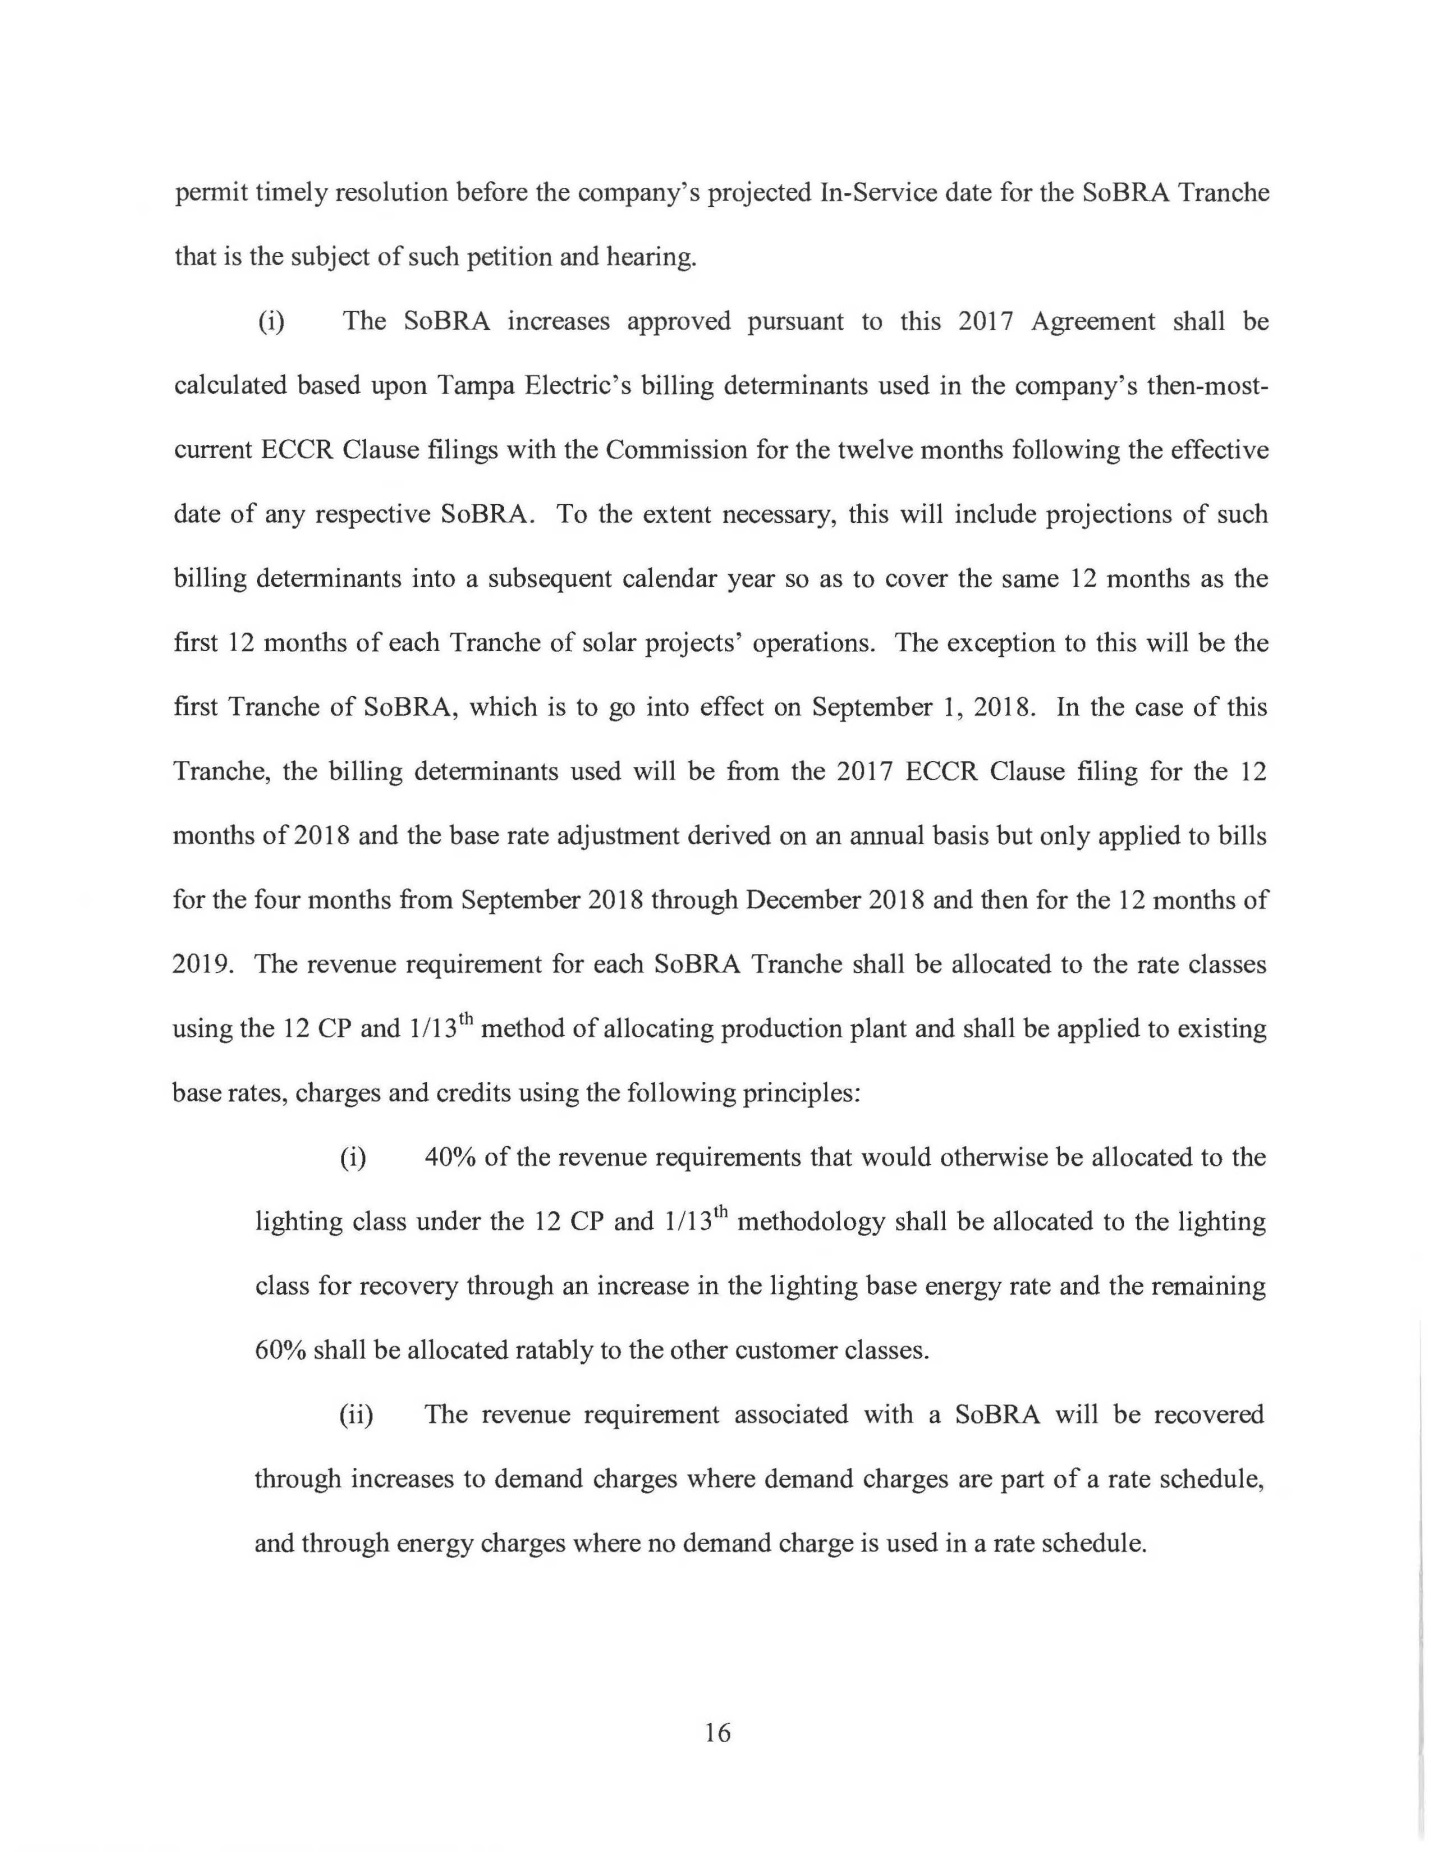 permit timely resolution before the company's projected In-Service date for the SoBRA Tranche
that is the subject of such petition and hearing.
(i) The SoBRA increases approved pursuant to this 2017 Agreement shall be
calculated based upon Tampa Electric's billing determinants used in the company's then-most-
current ECCR Clause filings with the Commission for the twelve months following the effective
date of any respective SoBRA. To the extent necessary, this will include projections of such
billing determinants into a subsequent calendar year so as to cover the same 12 months as the
first 12 months of each Tranche of solar projects' operations. The exception to this will be the
first Tranche of SoBRA, which is to go into effect on September 1, 2018. In the case of this
Tranche, the billing determinants used will be from the 2017 ECCR Clause filing for the 12
months of 2018 and the base rate adjustment derived on an annual basis but only applied to bills
for the four months from September 2018 through December 2018 and then for the 12 months of
2019. The revenue requirement for each SoBRA Tranche shall be allocated to the rate classes
using the 12 CP and 1/13th method of allocating production plant and shall be applied to existing
base rates, charges and credits using the following principles:
(i) 40% of the revenue requirements that would otherwise be allocated to the
lighting class under the 12 CP and 1/13th methodology shall be allocated to the lighting
class for recovery through an increase in the lighting base energy rate and the remaining
60% shall be allocated ratably to the other customer classes.
(ii) The revenue requirement associated with a SoBRA will be recovered
through increases to demand charges where demand charges are part of a rate schedule,
and through energy charges where no demand charge is used in a rate schedule.
16